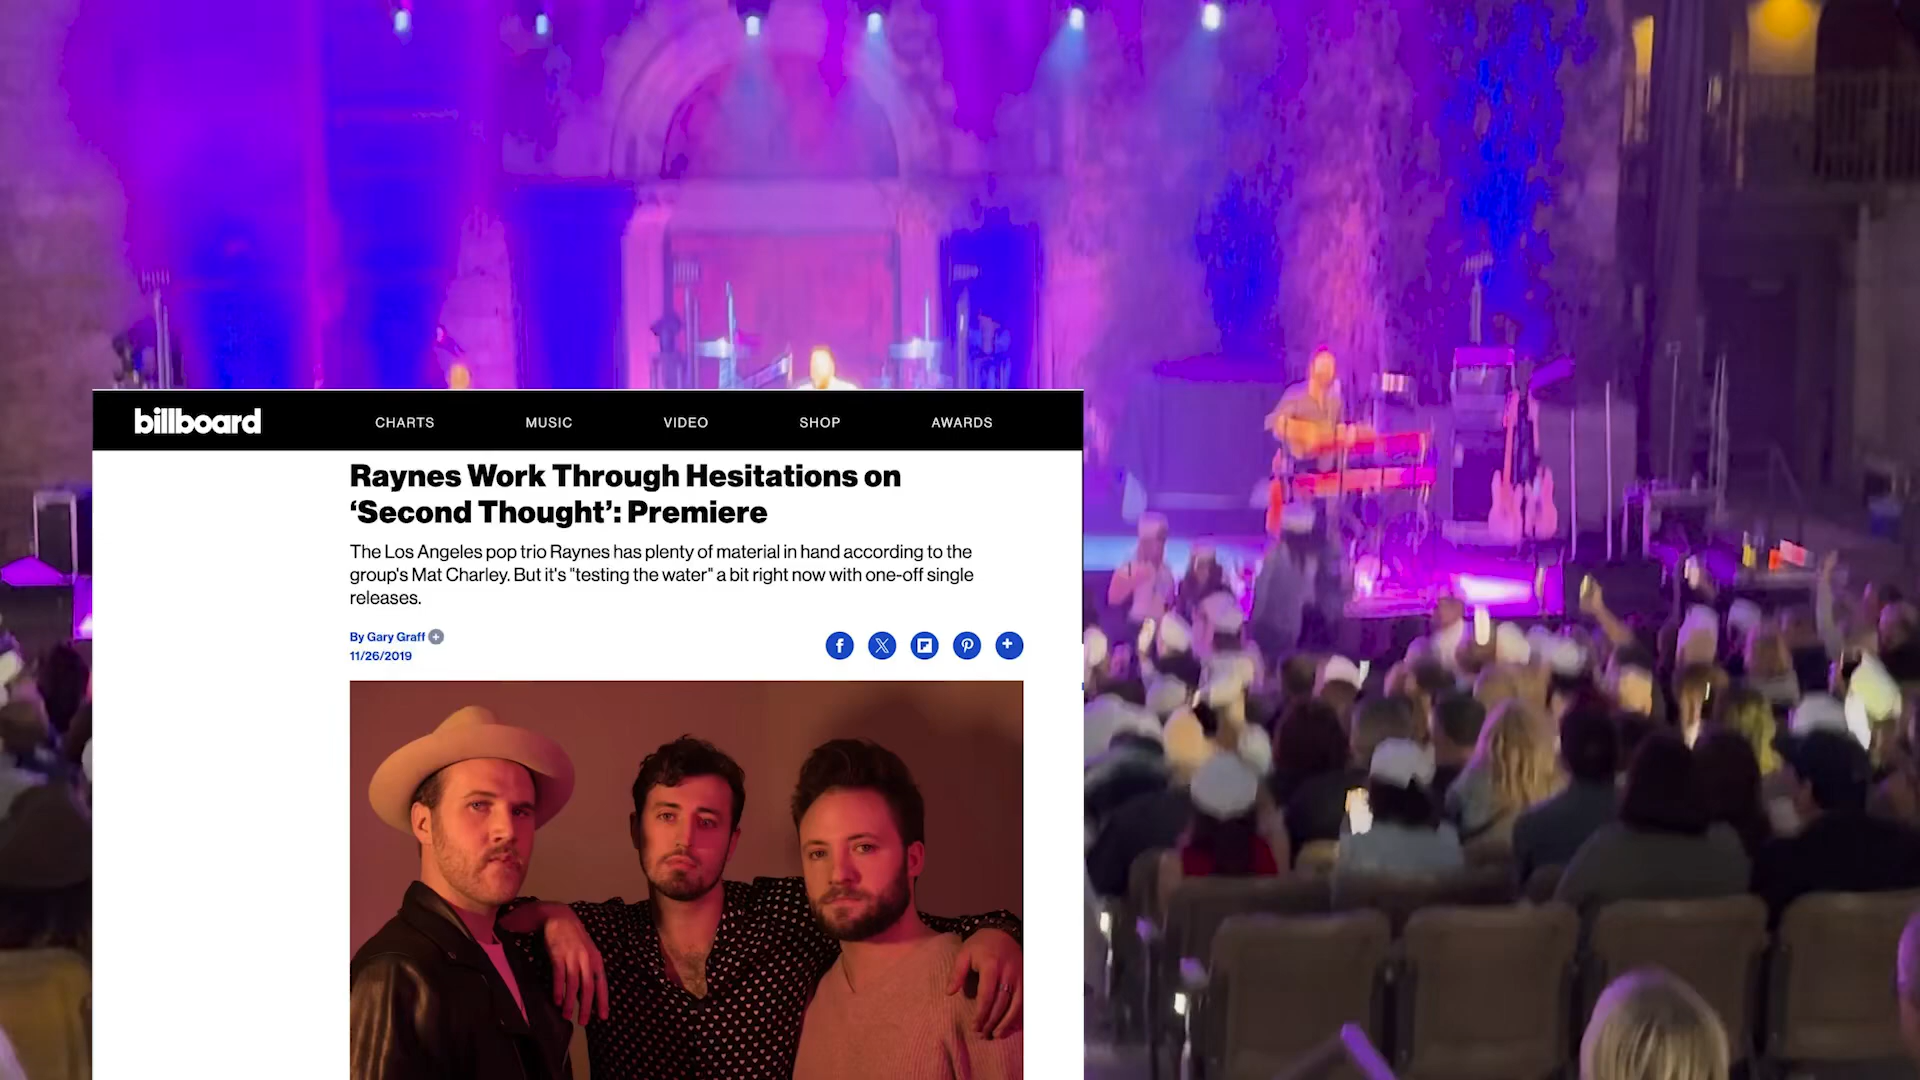 billboard
CHARTS MUSIC VIDEO SHOP AWARDS
Raynes Work Through Hesitations on
‘Second Thought’: Premiere
The Los Angeles pop trio Raynes has plenty of material in hand according to the
group's Mat Charley. But it's "testing the water" a bit right now with one-off single
releases.
By Gary Graff
11/26/2019